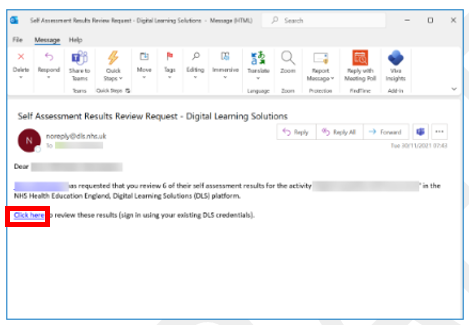 Self Assessment Results Review Request - Digital Learning Solutions - Message (HTML)
Search
File Message Help
Delete
Respond
Share to Teams
Quick Steps
Move
Tags
Editing
Immersive
Translate
Zoom
Report Message
Reply with Meeting Poll
Viva Insights
Teams
Quick Steps
Language
Zoom
Protection
FindTime
Add In
Self Assessment Results Review Request - Digital Learning Solutions
N
noreply@dls.nhs.uk
To
Reply
Reply All
Forward
Tue 30/11/2021 07:43
Dear
has requested that you review 6 of their self assessment results for the activity ' in the
NHS Health Education England, Digital Learning Solutions (DLS) platform.
Click here to review these results (sign in using your existing DLS credentials).